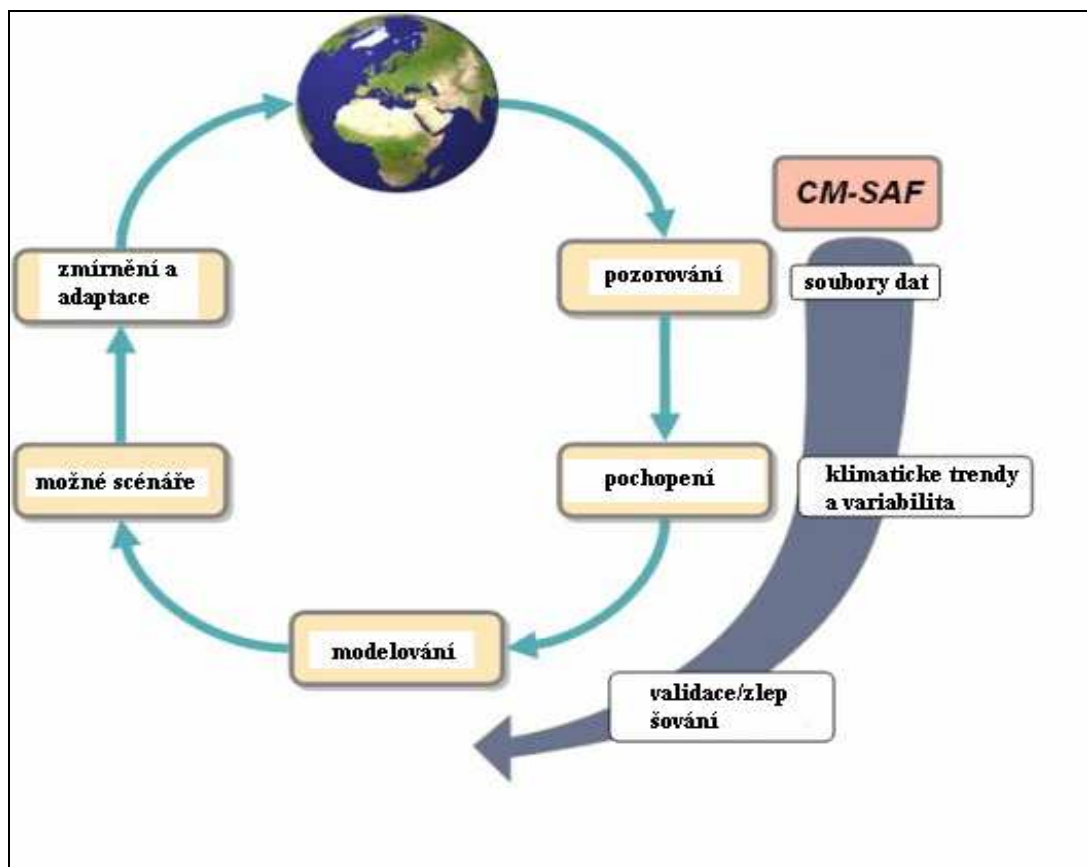 CM-SAF
zmírnění a
adaptace
pozorování
soubory dat
možné scénáře
pochopení
klimaticke trendy
a variabilita
modelování
validace/zlep
šování